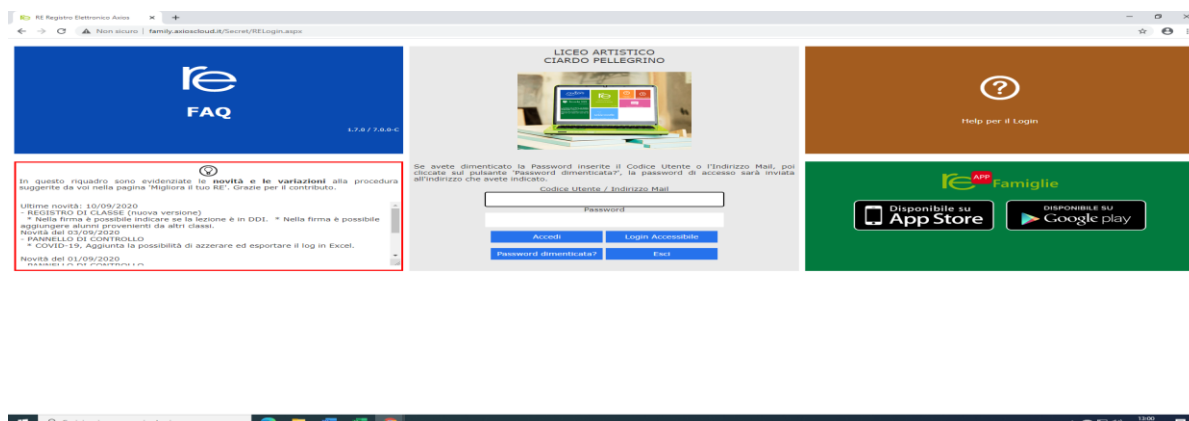 RE Registro Elettronico Axios
Non sicuro | family.axioscloud.it/Secret/RELogin.aspx
re
FAQ
1.7.0 / 7.0.0-C
In questo riquadro sono evidenziate le novità e le variazioni alla procedura
suggerite da voi nella pagina 'Migliora il tuo RE'. Grazie per il contributo.
Ultime novità: 10/09/2020
- REGISTRO DI CLASSE (nuova versione)
* Nella firma è possibile indicare se la lezione è in DDI. * Nella firma è possibile
aggiungere alunni provenienti da altri classi.
Novità del 03/09/2020
- PANNELLO DI CONTROLLO
* COVID-19, Aggiunta la possibilità di azzerare ed esportare il log in Excel.
Novità del 01/09/2020
- PANNELLO DI CONTROLLO
LICEO ARTISTICO
CIARDO PELLEGRINO
Se avete dimenticato la Password inserite il Codice Utente o l'Indirizzo Mail, poi
cliccate sul pulsante 'Password dimenticata?', la password di accesso sarà inviata
all'indirizzo che avete indicato.
Codice Utente / Indirizzo Mail
Password
Accedi
Login Accessibile
Password dimenticata?
Esci
?
Help per il Login
re APP Famiglie
Disponibile su
App Store
DISPONIBILE SU
Google play
13:00